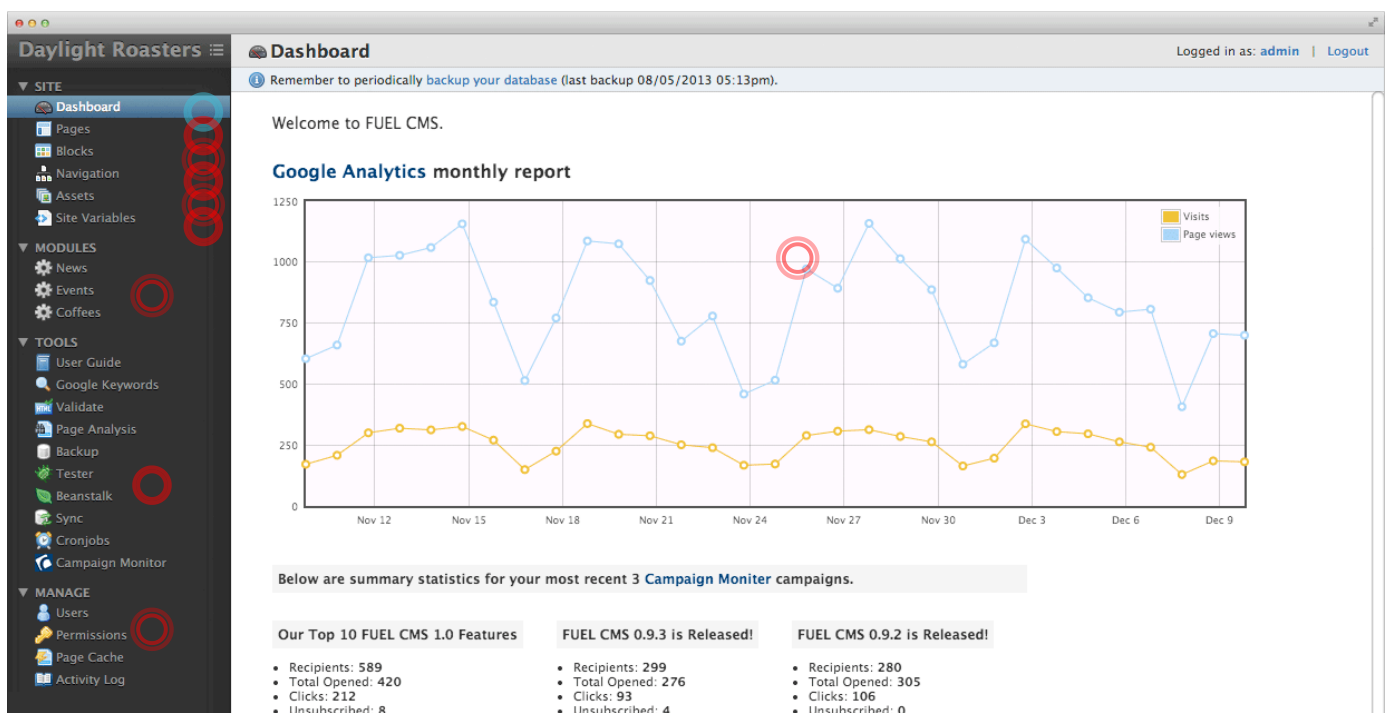 Daylight Roasters
Dashboard
Logged in as: admin | Logout
Remember to periodically backup your database (last backup 08/05/2013 05:13pm).
SITE
Dashboard
Pages
Blocks
Navigation
Assets
Site Variables
MODULES
News
Events
Coffees
TOOLS
User Guide
Google Keywords
Validate
Page Analysis
Backup
Tester
Beanstalk
Sync
Cronjobs
Campaign Monitor
MANAGE
Users
Permissions
Page Cache
Activity Log
Welcome to FUEL CMS.
Google Analytics monthly report
1250
1000
750
500
250
0
Visits
Page views
Nov 12 Nov 15 Nov 18 Nov 21 Nov 24 Nov 27 Nov 30 Dec 3 Dec 6 Dec 9
Below are summary statistics for your most recent 3 Campaign Moniter campaigns.
Our Top 10 FUEL CMS 1.0 Features
Recipients: 589
Total Opened: 420
Clicks: 212
Unsubscribed: 8
FUEL CMS 0.9.3 is Released!
Recipients: 299
Total Opened: 276
Clicks: 93
Unsubscribed: 4
FUEL CMS 0.9.2 is Released!
Recipients: 280
Total Opened: 305
Clicks: 106
Unsubscribed: 0